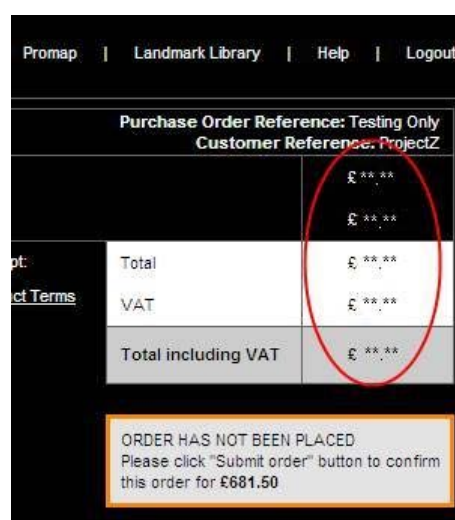 Promap | Landmark Library | Help | Logout
Purchase Order Reference: Testing Only
Customer Reference: ProjectZ
£ **.**
£ **.**
pt:
Total £ **.**
ct Terms
VAT £ **.**
Total including VAT £ **.**
ORDER HAS NOT BEEN PLACED
Please click "Submit order" button to confirm
this order for £681.50